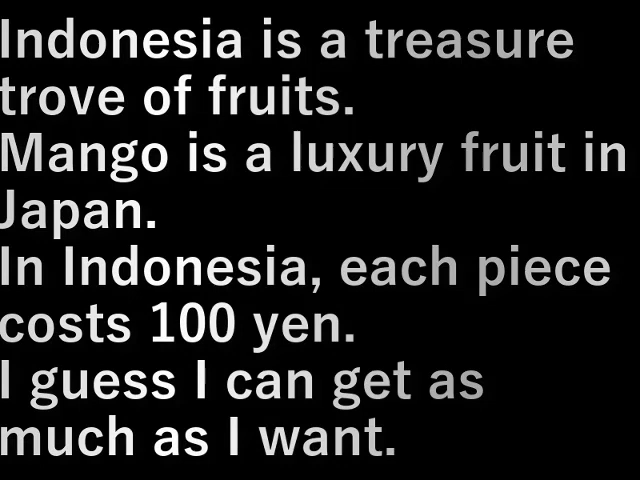 Indonesia is a treasure
trove of fruits.
Mango is a luxury fruit in
Japan.
In Indonesia, each piece
costs 100 yen.
I guess I can get as
much as I want.